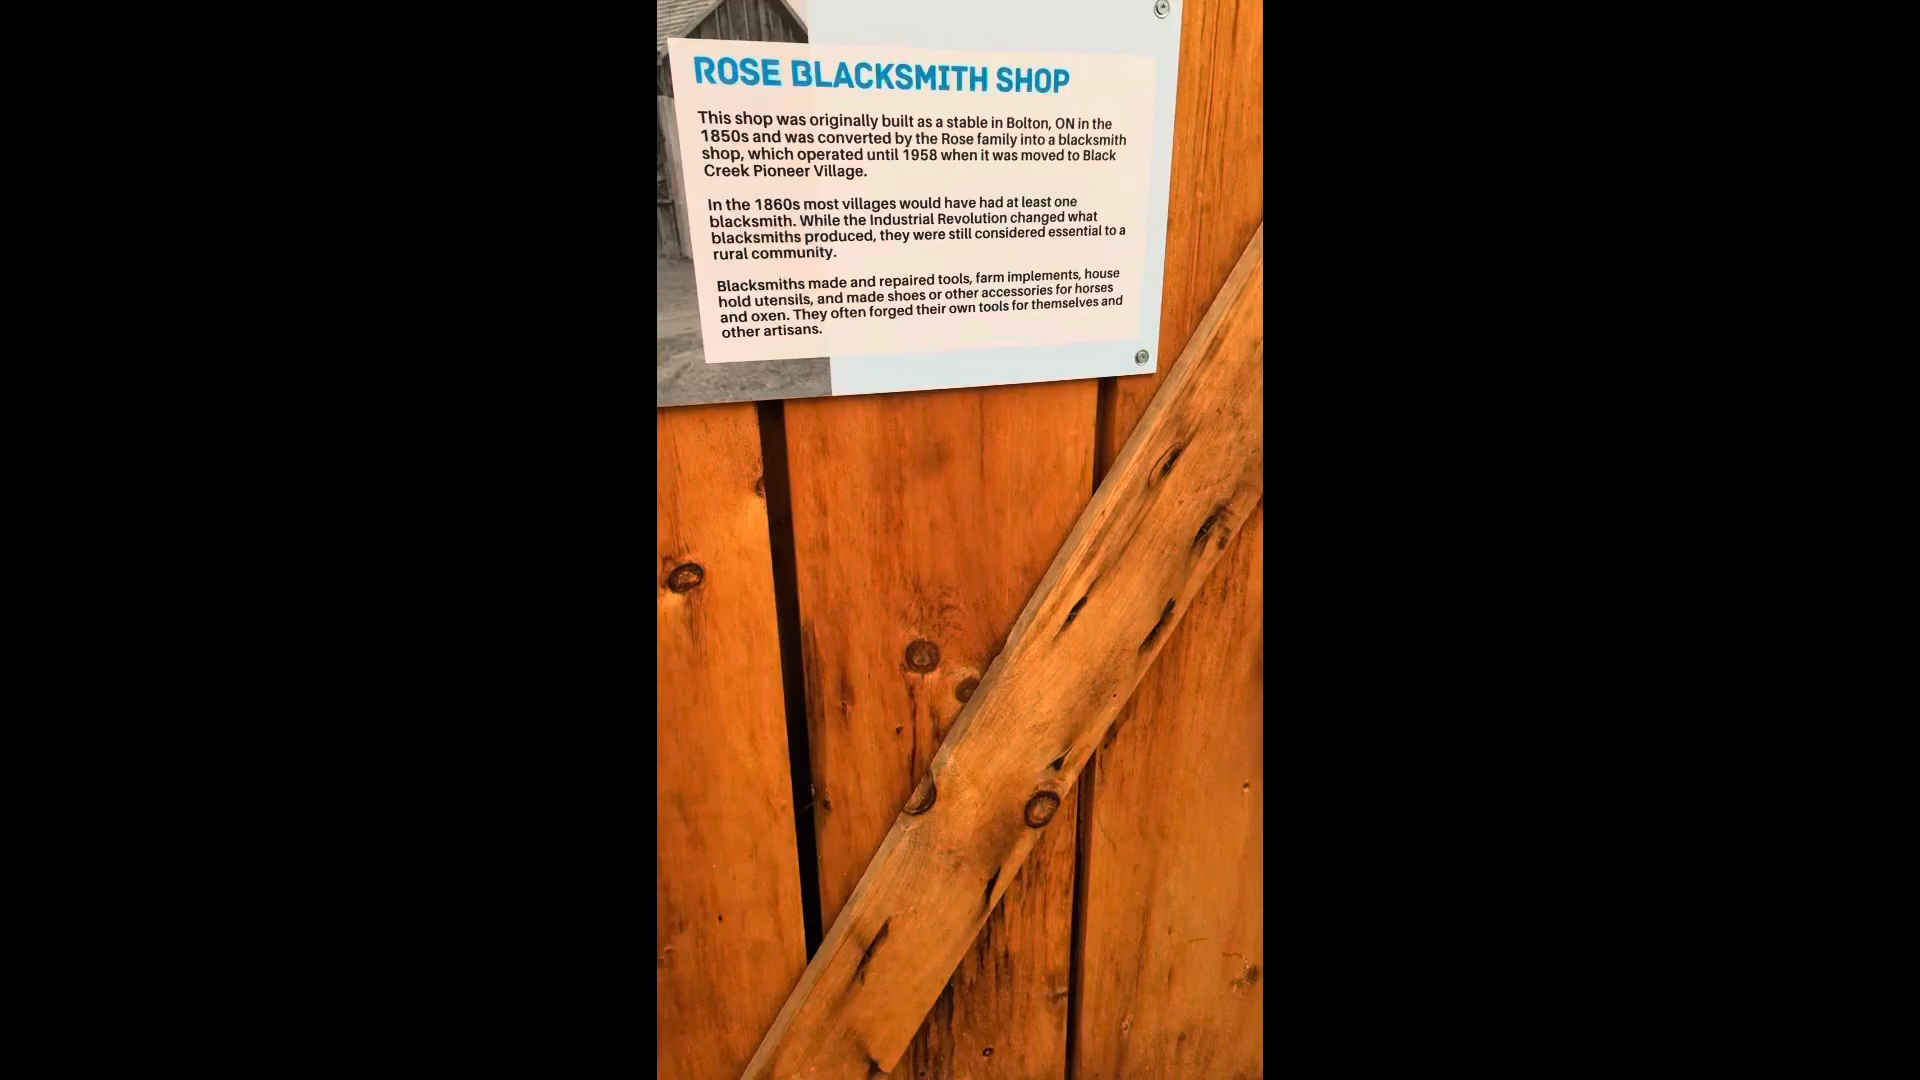 ROSE BLACKSMITH SHOP
This shop was originally built as a stable in Bolton, ON in the
1850s and was converted by the Rose family into a blacksmith
shop, which operated until 1958 when it was moved to Black
Creek Pioneer Village.
In the 1860s most villages would have had at least one
blacksmith. While the Industrial Revolution changed what
blacksmiths produced, they were still considered essential to a
rural community.
Blacksmiths made and repaired tools, farm implements, house
hold utensils, and made shoes or other accessories for horses
and oxen. They often forged their own tools for themselves and
other artisans.